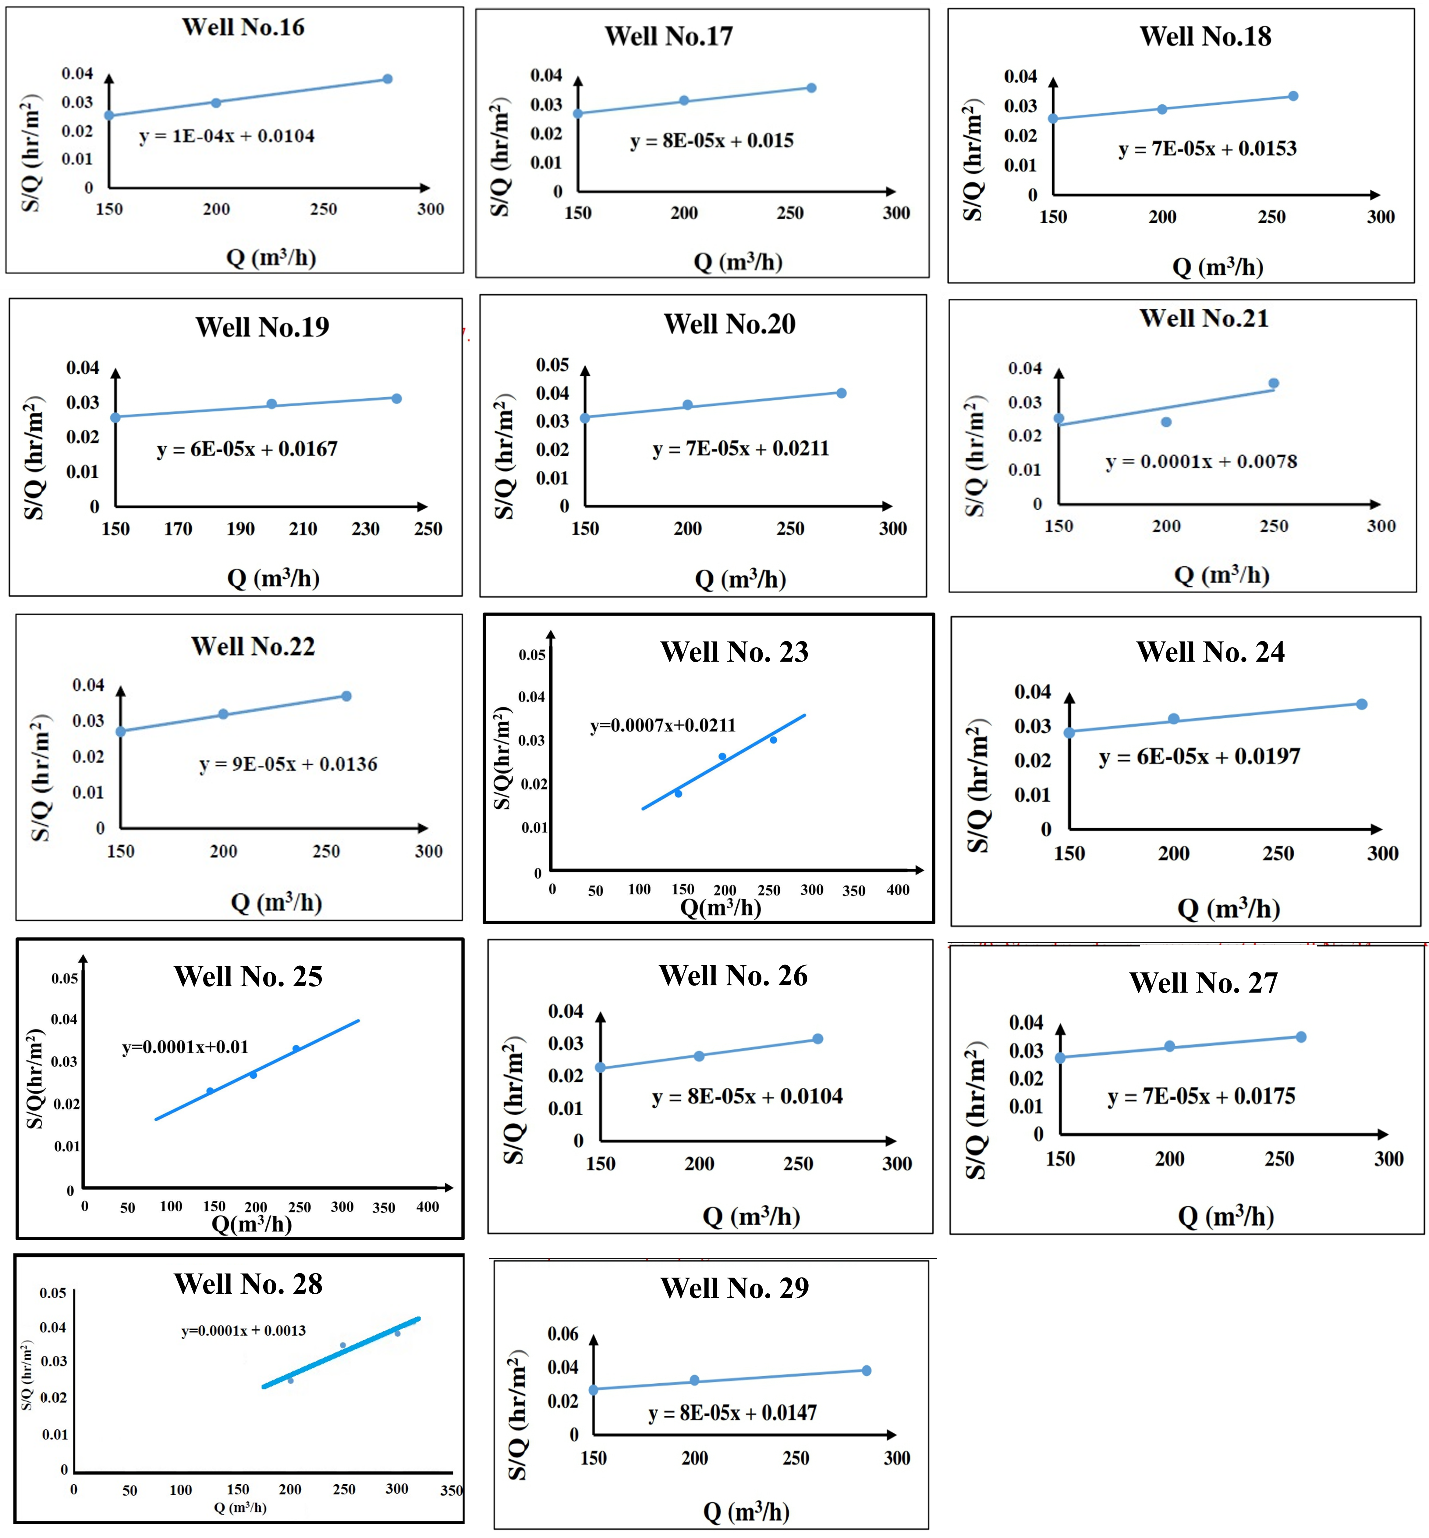 Well No.16
0.04
0.03
0.02
0.01
0
y = 1E-04x + 0.0104
150 200 250 300
S/Q (hr/m²)
Q (m³/h)
Well No.17
0.04
0.03
0.02
0.01
0
y = 8E-05x + 0.015
150 200 250 300
S/Q (hr/m²)
Q (m³/h)
Well No.18
0.04
0.03
0.02
0.01
0
y = 7E-05x + 0.0153
150 200 250 300
S/Q (hr/m²)
Q (m³/h)
Well No.19
0.04
0.03
0.02
0.01
0
y = 6E-05x + 0.0167
150 170 190 210 230 250
S/Q (hr/m²)
Q (m³/h)
Well No.20
0.05
0.04
0.03
0.02
0.01
0
y = 7E-05x + 0.0211
150 200 250 300
S/Q (hr/m²)
Q (m³/h)
Well No.21
0.04
0.03
0.02
0.01
0
y = 0.0001x + 0.0078
150 200 250 300
S/Q (hr/m²)
Q (m³/h)
Well No.22
0.04
0.03
0.02
0.01
0
y = 9E-05x + 0.0136
150 200 250 300
S/Q (hr/m²)
Q (m³/h)
Well No. 23
0.05
0.04
0.03
0.02
0.01
0
y=0.0007x+0.0211
0 50 100 150 200 250 300 350 400
S/Q(hr/m²)
Q(m³/h)
Well No. 24
0.04
0.03
0.02
0.01
0
y = 6E-05x + 0.0197
150 200 250 300
S/Q (hr/m²)
Q (m³/h)
Well No. 25
0.05
0.04
0.03
0.02
0.01
0
y=0.0001x+0.01
0 50 100 150 200 250 300 350 400
S/Q(hr/m²)
Q(m³/h)
Well No. 26
0.04
0.03
0.02
0.01
0
y = 8E-05x + 0.0104
150 200 250 300
S/Q (hr/m²)
Q (m³/h)
Well No. 27
0.04
0.03
0.02
0.01
0
y = 7E-05x + 0.0175
150 200 250 300
S/Q (hr/m²)
Q (m³/h)
Well No. 28
0.05
0.04
0.03
0.02
0.01
0
y=0.0001x + 0.0013
0 50 100 150 200 250 300 350
S/Q (hr/m²)
Q (m³/h)
Well No. 29
0.06
0.04
0.02
0
y = 8E-05x + 0.0147
150 200 250 300
S/Q (hr/m²)
Q (m³/h)